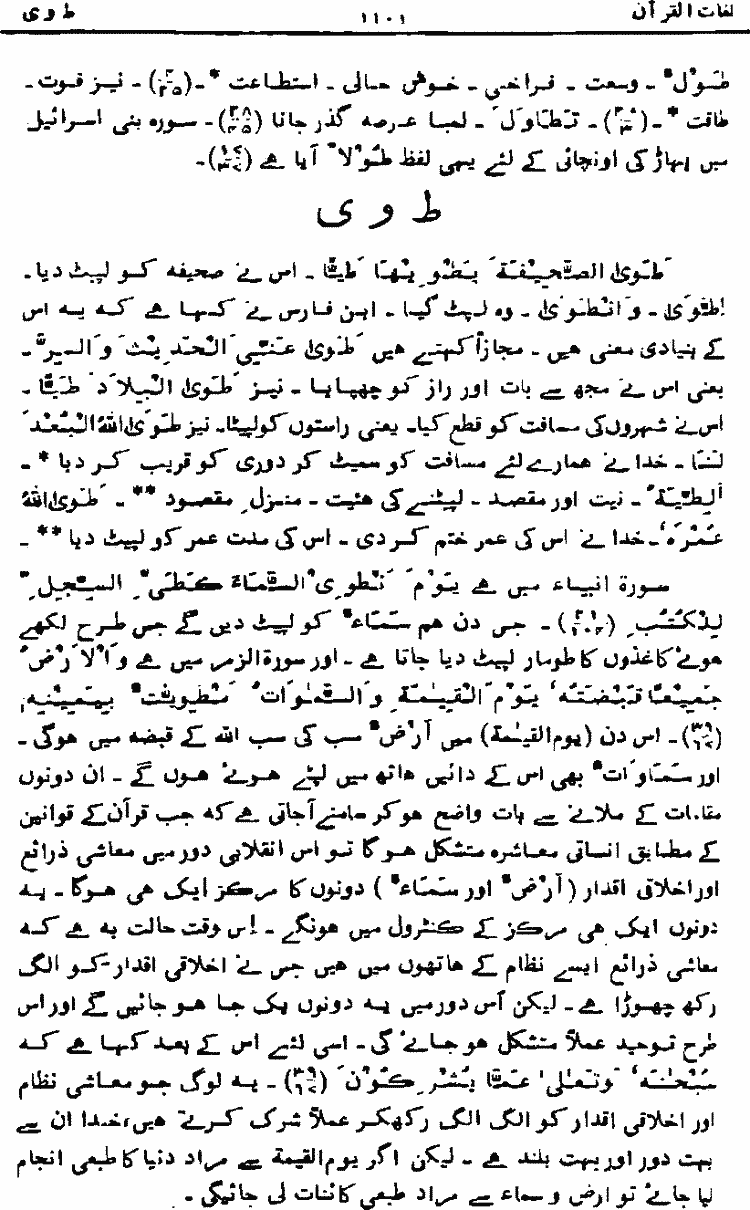 لغات القرآن ۱۱۰۱ ط و ی
طَوْلٌ ۔ وسعت ۔ فراخی ۔ خوش حالی ۔ استطاعت *۔(۴/۲۵)۔ نیز قوت ۔
طاقت *۔(۴۰/۳)۔ تَطَاوَلَ ۔ لمبا عرصہ گذر جانا (۲۸/۴۵)۔ سورہ بنی اسرائیل
میں پہاڑ کی اونچائی کے لئے یہی لفظ طُوْلًا آیا ہے (۱۷/۳۷)۔
ط و ی
طَوَی الصَّحِیْفَۃَ یَطْوِیْھَا طَیًّا ۔ اس نے صحیفہ کو لپٹ دیا۔
اِطَّوٰی ۔ وَ انْطَوٰی ۔ وہ لپٹ گیا ۔ ابن فارس نے کہا ہے کہ یہ اس
کے بنیادی معنی ہیں ۔ مجازاً کہتے ہیں طَوٰی عَنِّی الْحَدِیْثَ وَ السِّرَّ ۔
یعنی اس نے مجھ سے بات اور راز کو چھپایا ۔ نیز طَوَی الْبِلَادَ طَیًّا ۔
اس نے شہروں کی مسافت کو قطع کیا۔ یعنی راستوں کو لپیٹا۔ نیز طَوَی اللہُ الْبُعْدَ
لَنَا ۔ خدا نے ہمارے لئے مسافت کو سمیٹ کر دوری کو قریب کر دیا * ۔
اَلطِّیَّۃُ ۔ نیت اور مقصد ۔ لپٹنے کی ہئیت ۔ منزلِ مقصود ** ۔ طَوَی اللہُ
عُمْرَہٗ ۔ خدا نے اس کی عمر ختم کر دی ۔ اس کی مدت عمر کو لپیٹ دیا ** ۔
سورۃ انبیاء میں ہے یَوْمَ نَطْوِی السَّمَآءَ کَطَیِّ السِّجِلِّ
لِلْکُتُبِ (۲۱/۱۰۴) ۔ جس دن ہم سَمَاءٌ کو لپیٹ دیں گے جس طرح لکھے
ہوئے کاغذوں کا طومار لپیٹ دیا جاتا ہے ۔ اور سورۃ الزمر میں ہے وَالْاَرْضُ
جَمِیْعًا قَبْضَتُہٗ یَوْمَ الْقِیٰمَۃِ وَ السَّمٰوَاتُ مَطْوِیّٰتٌ بِیَمِیْنِہٖ
(۳۹/۶۷)۔ اس دن (یوم القیٰمۃ) میں اَرْضٌ سب کی سب اللہ کے قبضہ میں ہوگی ۔
اور سَمَاوَاتٌ بھی اس کے دائیں ہاتھ میں لپٹے ہوئے ہوں گے ۔ ان دونوں
مقامات کے ملانے سے بات واضح ہو کر سامنے آجاتی ہے کہ جب قرآن کے قوانین
کے مطابق انسانی معاشرہ متشکل ہو گا تو اس انقلابی دور میں معاشی ذرائع
اور اخلاقی اقدار (اَرْضٌ اور سَمَاءٌ) دونوں کا مرکز ایک ہی ہوگا ۔ یہ
دونوں ایک ہی مرکز کے کنٹرول میں ہونگے ۔ اِس وقت حالت یہ ہے کہ
معاشی ذرائع ایسے نظام کے ہاتھوں میں ہیں جس نے اخلاقی اقدار کو الگ
رکھ چھوڑا ہے ۔ لیکن اُس دور میں یہ دونوں یک جا ہو جائیں گے اور اس
طرح توحید عملاً متشکل ہو جائے گی ۔ اسی لئے اس کے بعد کہا ہے کہ
سُبْحٰنَہٗ وَتَعٰلٰی عَمَّا یُشْرِکُوْنَ (۳۹/۶۷) ۔ یہ لوگ جو معاشی نظام
اور اخلاقی اقدار کو الگ الگ رکھکر عملاً شرک کرتے ہیں، خدا ان سے
بہت دور اور بہت بلند ہے ۔ لیکن اگر یوم القیمۃ سے مراد دنیا کا طبعی انجام
لیا جائے تو ارض و سماء سے مراد طبعی کائنات لی جائیگی ۔